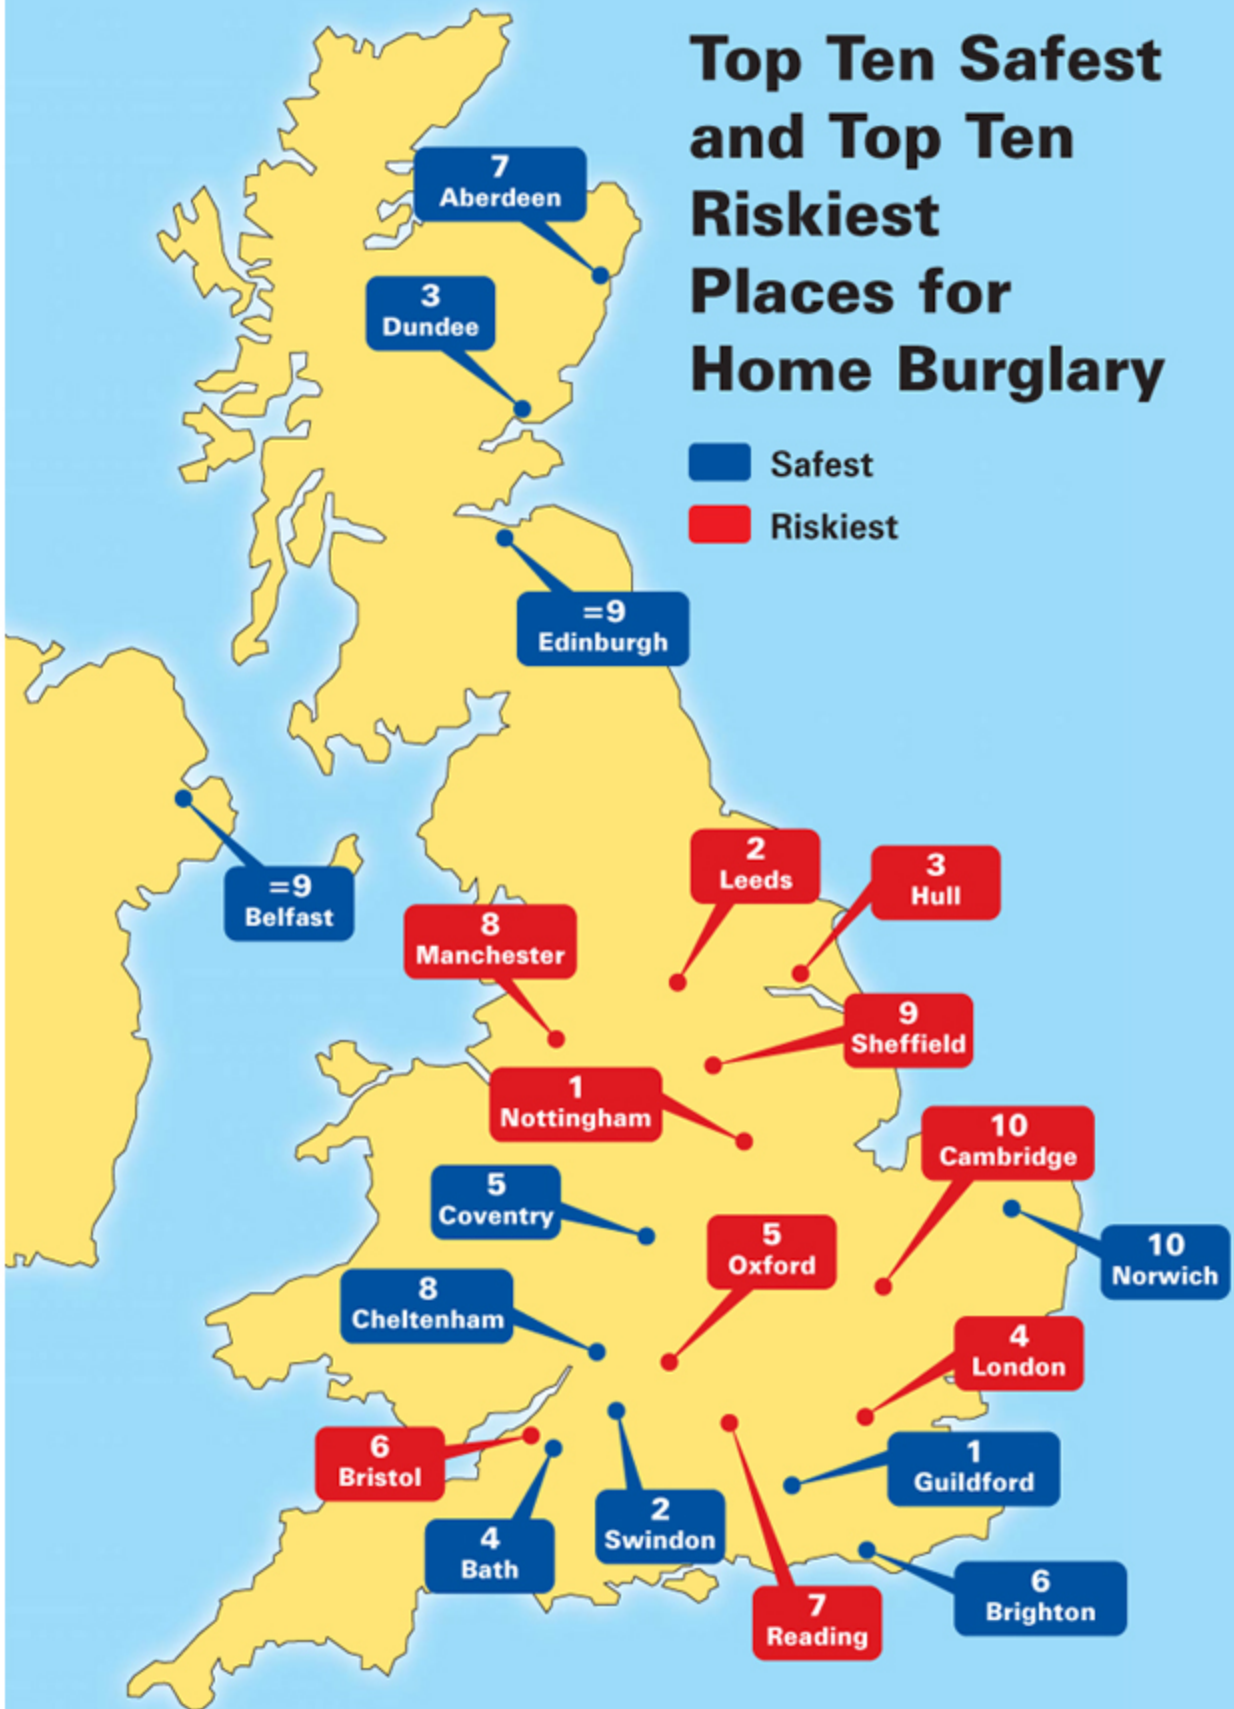 Top Ten Safest
and Top Ten
Riskiest
Places for
Home Burglary
Safest
Riskiest
7
Aberdeen
3
Dundee
=9
Edinburgh
=9
Belfast
2
Leeds
3
Hull
8
Manchester
9
Sheffield
1
Nottingham
10
Cambridge
5
Coventry
10
Norwich
5
Oxford
8
Cheltenham
4
London
6
Bristol
1
Guildford
2
Swindon
4
Bath
6
Brighton
7
Reading